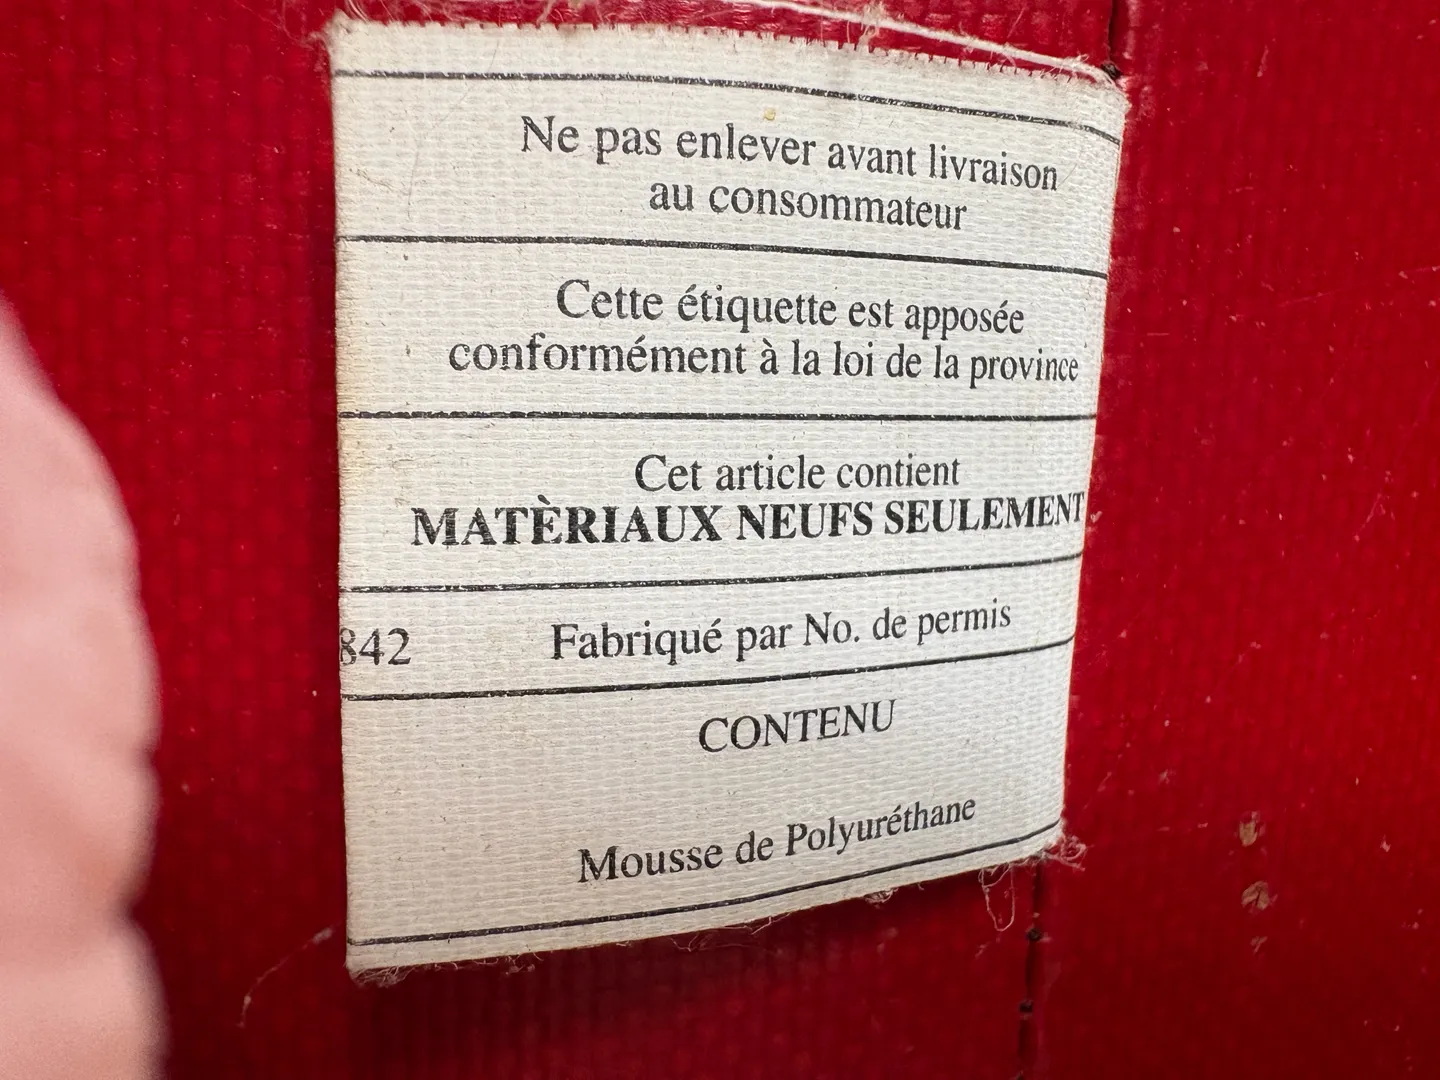 Ne pas enlever avant livraison
au consommateur
Cette étiquette est apposée
conformément à la loi de la province
Cet article contient
MATÈRIAUX NEUFS SEULEMENT
842 Fabriqué par No. de permis
CONTENU
Mousse de Polyuréthane